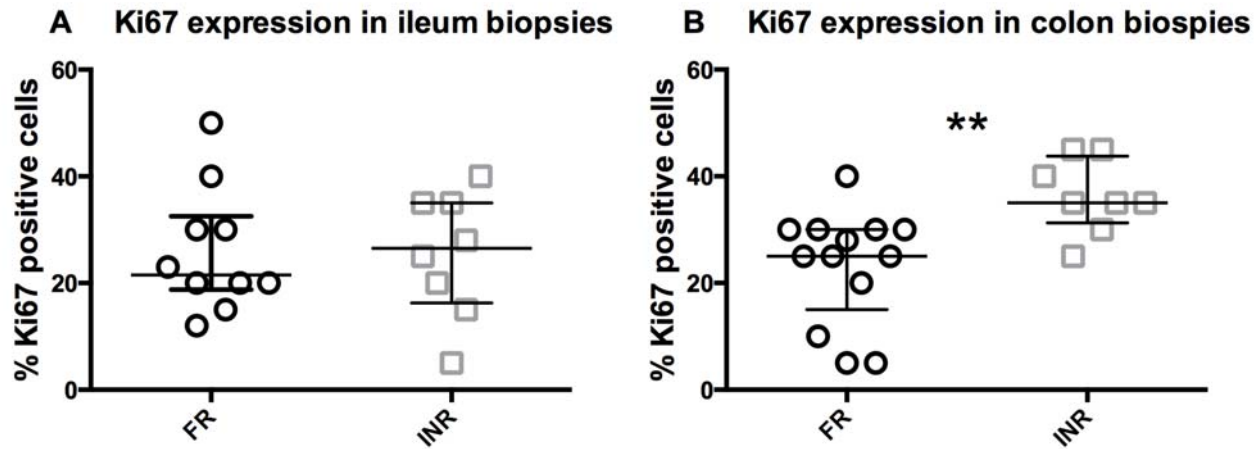 A Ki67 expression in ileum biopsies
% Ki67 positive cells
60
40
20
0
FR
INR
B Ki67 expression in colon biospies
% Ki67 positive cells
60
40
20
0
**
FR
INR